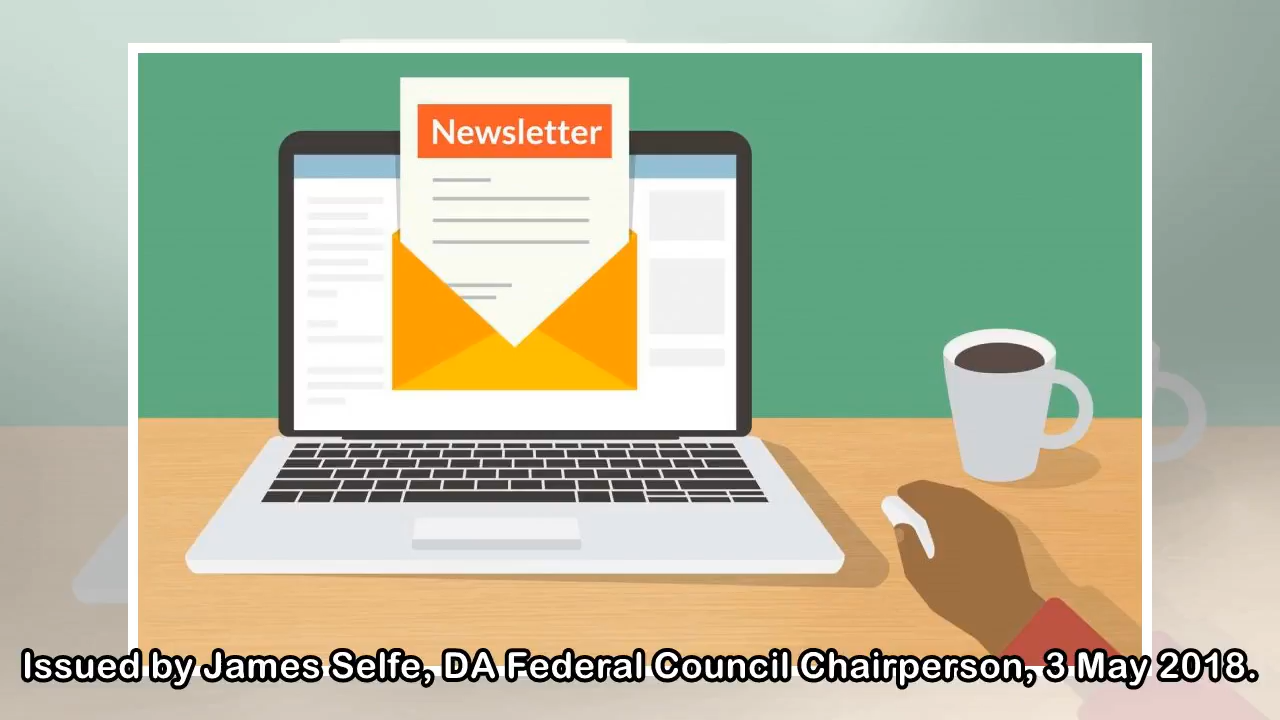 Newsletter
Issued by James Selfe, DA Federal Council Chairperson, 3 May 2018.